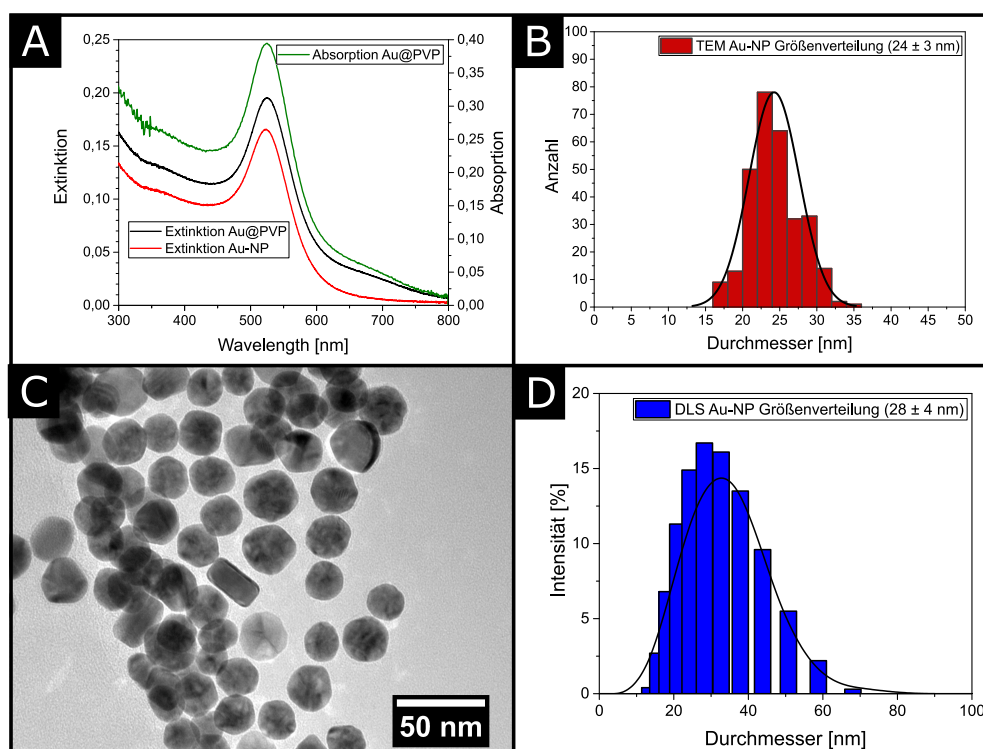 A
0,25
0,20
0,15
0,10
0,05
0,00
Extinktion
0,40
0,35
0,30
0,25
0,20
0,15
0,10
0,05
0,00
Absoprtion
Absorption Au@PVP
Extinktion Au@PVP
Extinktion Au-NP
300 400 500 600 700 800
Wavelength [nm]
B
TEM Au-NP Größenverteilung (24 ± 3 nm)
100
90
80
70
60
50
40
30
20
10
0
Anzahl
0 5 10 15 20 25 30 35 40 45 50
Durchmesser [nm]
C
50 nm
D
DLS Au-NP Größenverteilung (28 ± 4 nm)
20
15
10
5
0
Intensität [%]
0 20 40 60 80 100
Durchmesser [nm]